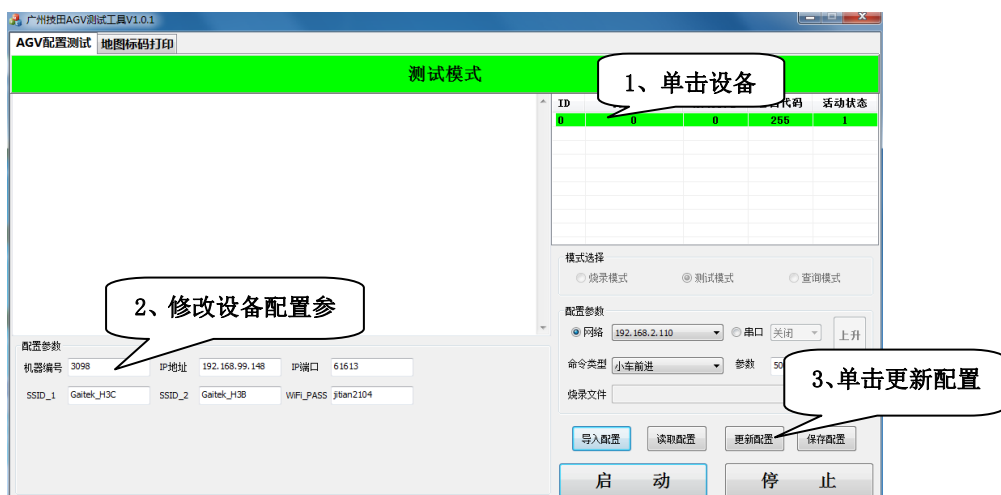 广州技田AGV测试工具V1.0.1
AGV配置测试 地图标码打印
测试模式
1、单击设备
ID 代码 活动状态
0 0 0 255 1
模式选择
烧录模式 测试模式 查询模式
2、修改设备配置参
配置参数
网络 192.168.2.110 串口 关闭 上升
配置参数
机器编号 3098 IP地址 192.168.99.148 IP端口 61613
命令类型 小车前进 参数 50
3、单击更新配置
SSID_1 Gaitek_H3C SSID_2 Gaitek_H3B WiFi_PASS jitian2104
烧录文件
导入配置 读取配置 更新配置 保存配置
启 动 停 止